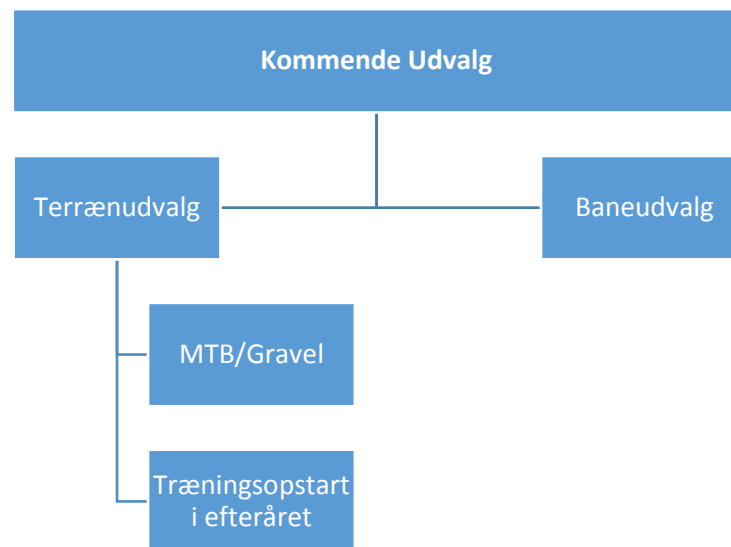 Kommende Udvalg
Terrænudvalg
Baneudvalg
MTB/Gravel
Træningsopstart
i efteråret